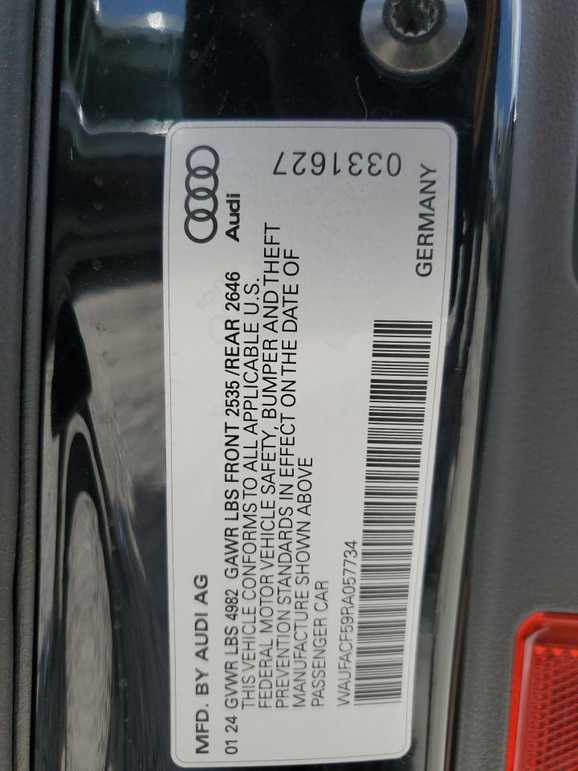 MFD. BY AUDI AG
Audi
01 24 GVWR LBS 4982 GAWR LBS FRONT 2535 /REAR 2646
THIS VEHICLE CONFORMS TO ALL APPLICABLE U.S.
FEDERAL MOTOR VEHICLE SAFETY, BUMPER AND THEFT
PREVENTION STANDARDS IN EFFECT ON THE DATE OF
MANUFACTURE SHOWN ABOVE
PASSENGER CAR
0331627
WAUFACF59RA057734
GERMANY